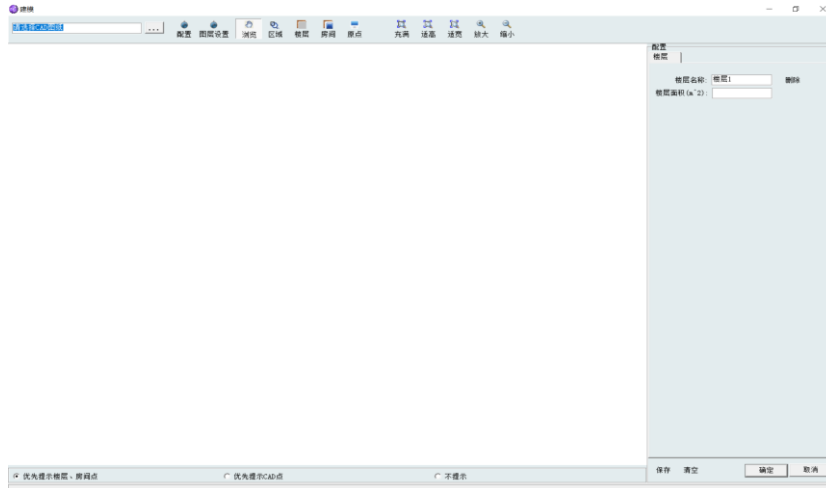 建模
请选择CAD图纸 ... 配置 图层设置 浏览 区域 楼层 房间 原点 充满 适高 适宽 放大 缩小
配置
楼层
楼层名称: 楼层1 删除
楼层面积(m^2):
保存 清空 确定 取消
优先提示楼层、房间点 优先提示CAD点 不提示